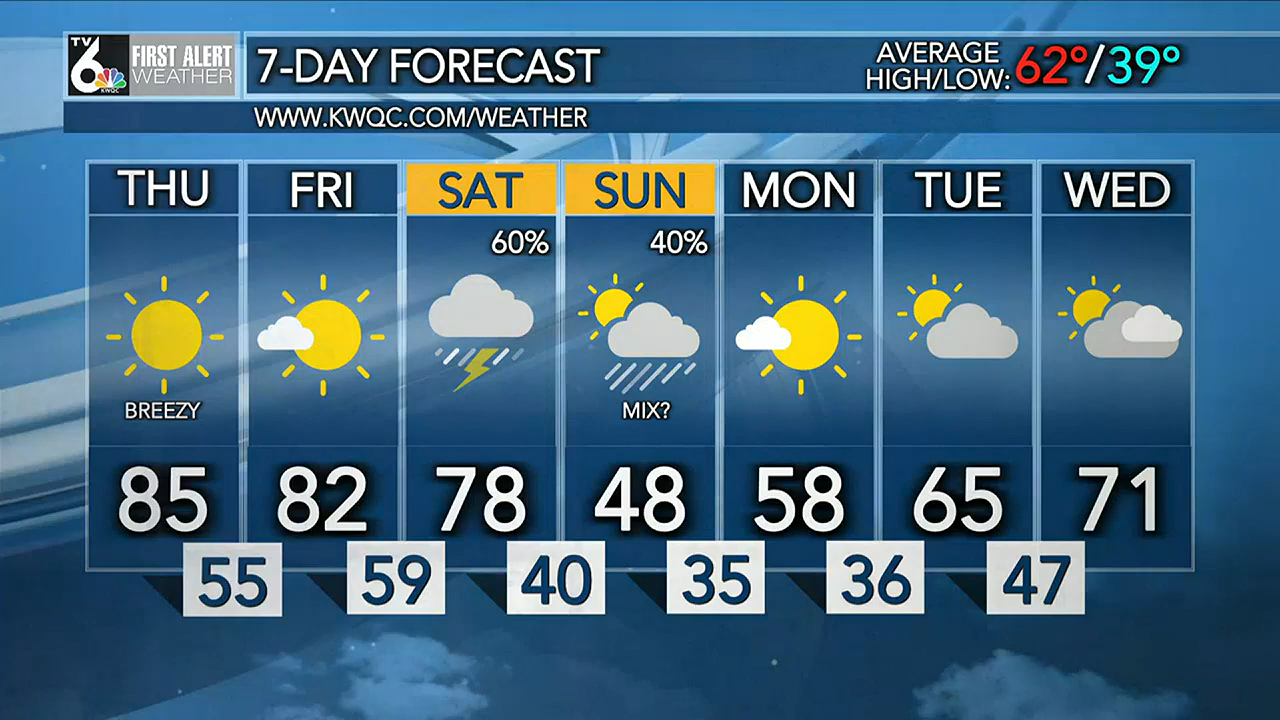 TV
6
KWQC
FIRST ALERT
WEATHER
7-DAY FORECAST
AVERAGE
HIGH/LOW: 62°/39°
WWW.KWQC.COM/WEATHER
THU FRI SAT SUN MON TUE WED
60% 40%
BREEZY MIX?
85 82 78 48 58 65 71
55 59 40 35 36 47